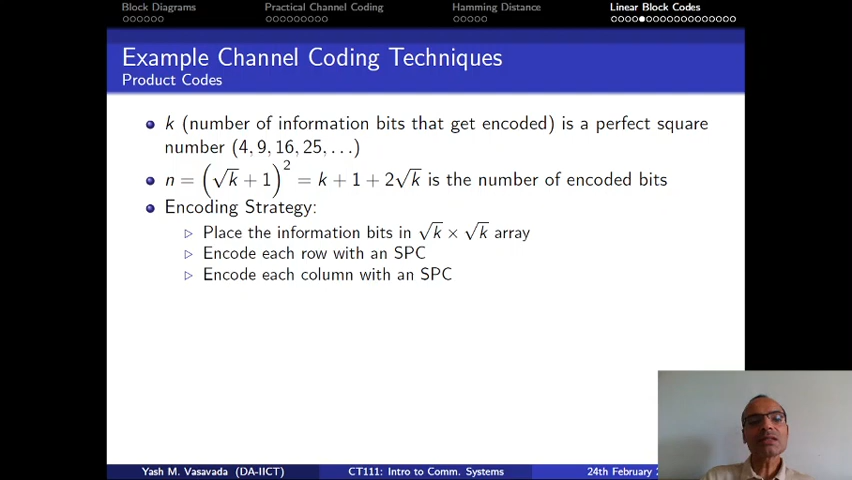 Block Diagrams Practical Channel Coding Hamming Distance Linear Block Codes
Example Channel Coding Techniques
Product Codes
k (number of information bits that get encoded) is a perfect square
number (4, 9, 16, 25, . . .)
n = (√k + 1)² = k + 1 + 2√k is the number of encoded bits
Encoding Strategy:
Place the information bits in √k × √k array
Encode each row with an SPC
Encode each column with an SPC
Yash M. Vasavada (DA-IICT) CT111: Intro to Comm. Systems 24th February